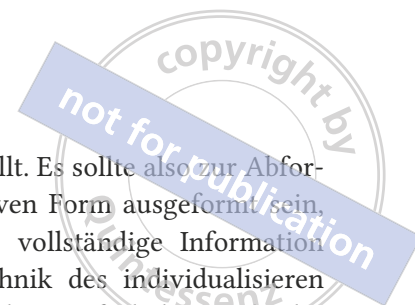 copyright by
not for publication
Quintessenz
llt. Es sollte also zur Abfor-
ven Form ausgeformt sein,
vollständige Information
hnik des individualisieren